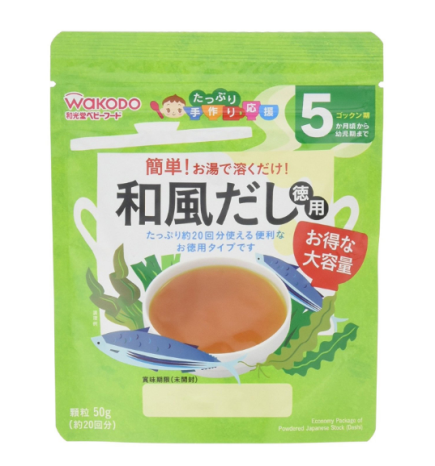 wakodo
和光堂ベビーフード
たっぷり
手作り応援
5
ゴックン期
か月頃から
幼児期まで
簡単!お湯で溶くだけ!
和風だし
徳用
たっぷり約20回分使える便利な
お徳用タイプです
お得な
大容量
賞味期限(未開封)
顆粒 50g
(約20回分)